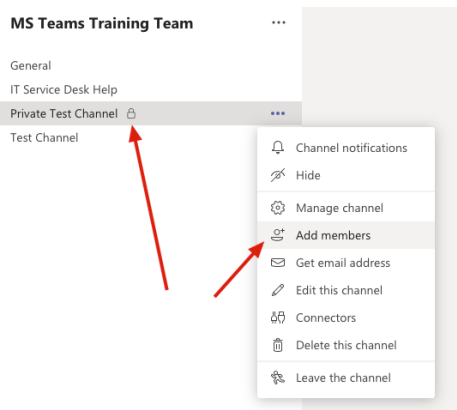 MS Teams Training Team
General
IT Service Desk Help
Private Test Channel
Test Channel
Channel notifications
Hide
Manage channel
Add members
Get email address
Edit this channel
Connectors
Delete this channel
Leave the channel